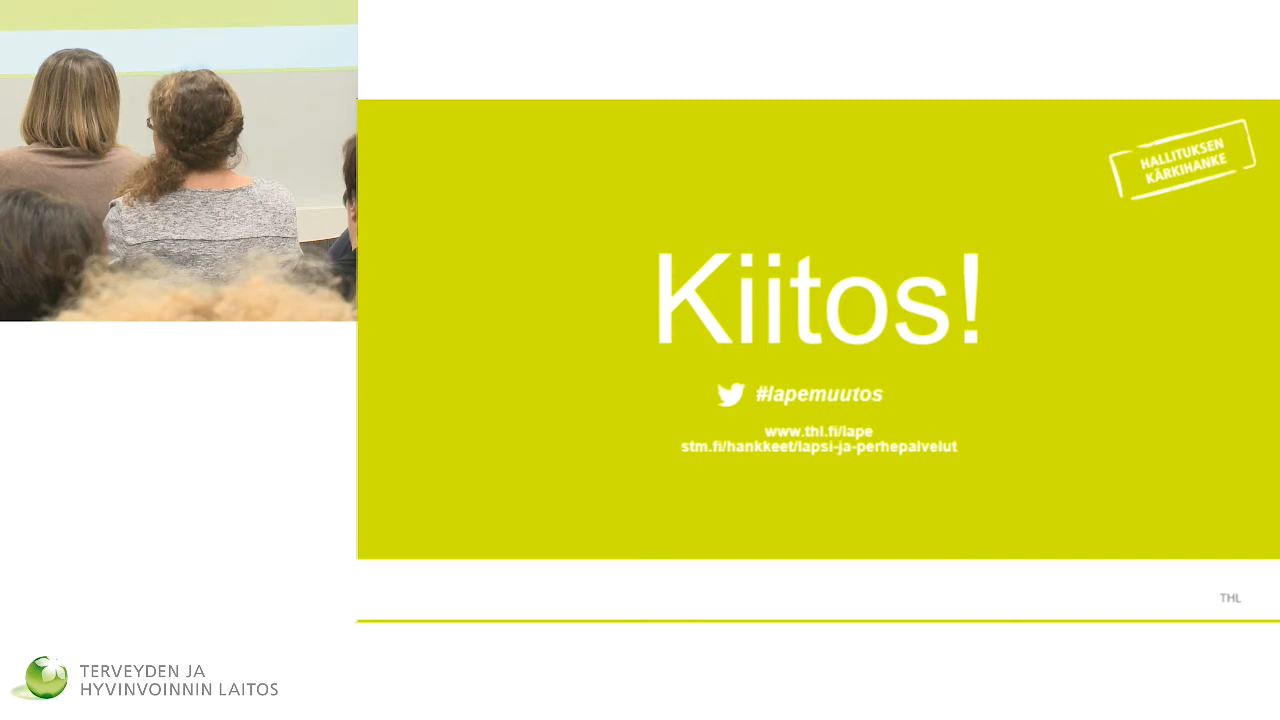 HALLITUKSEN
KÄRKIHANKE
Kiitos!
#lapemuutos
www.thl.fi/lape
stm.fi/hankkeet/lapsi-ja-perhepalvelut
THL
TERVEYDEN JA
HYVINVOINNIN LAITOS